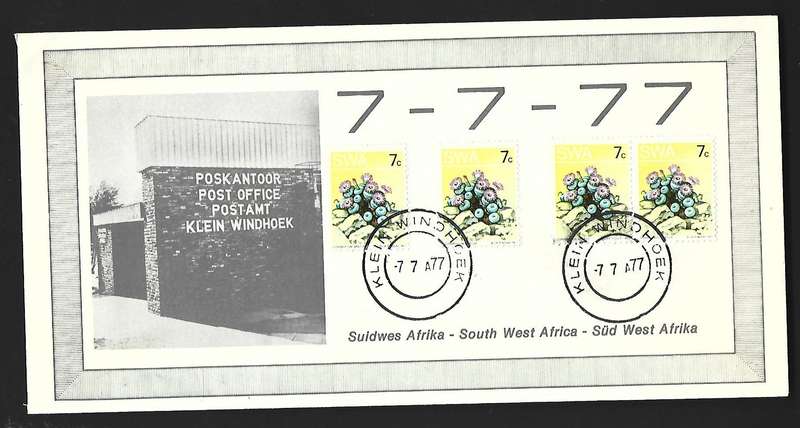 7-7-77
SWA 7c
SWA 7c
SWA 7c
SWA 7c
POSKANTOOR
POST OFFICE
POSTAMT
KLEIN WINDHOEK
KLEIN WINDHOEK
-7 7 A77
KLEIN WINDHOEK
-7 7 A77
Suidwes Afrika - South West Africa - Süd West Afrika